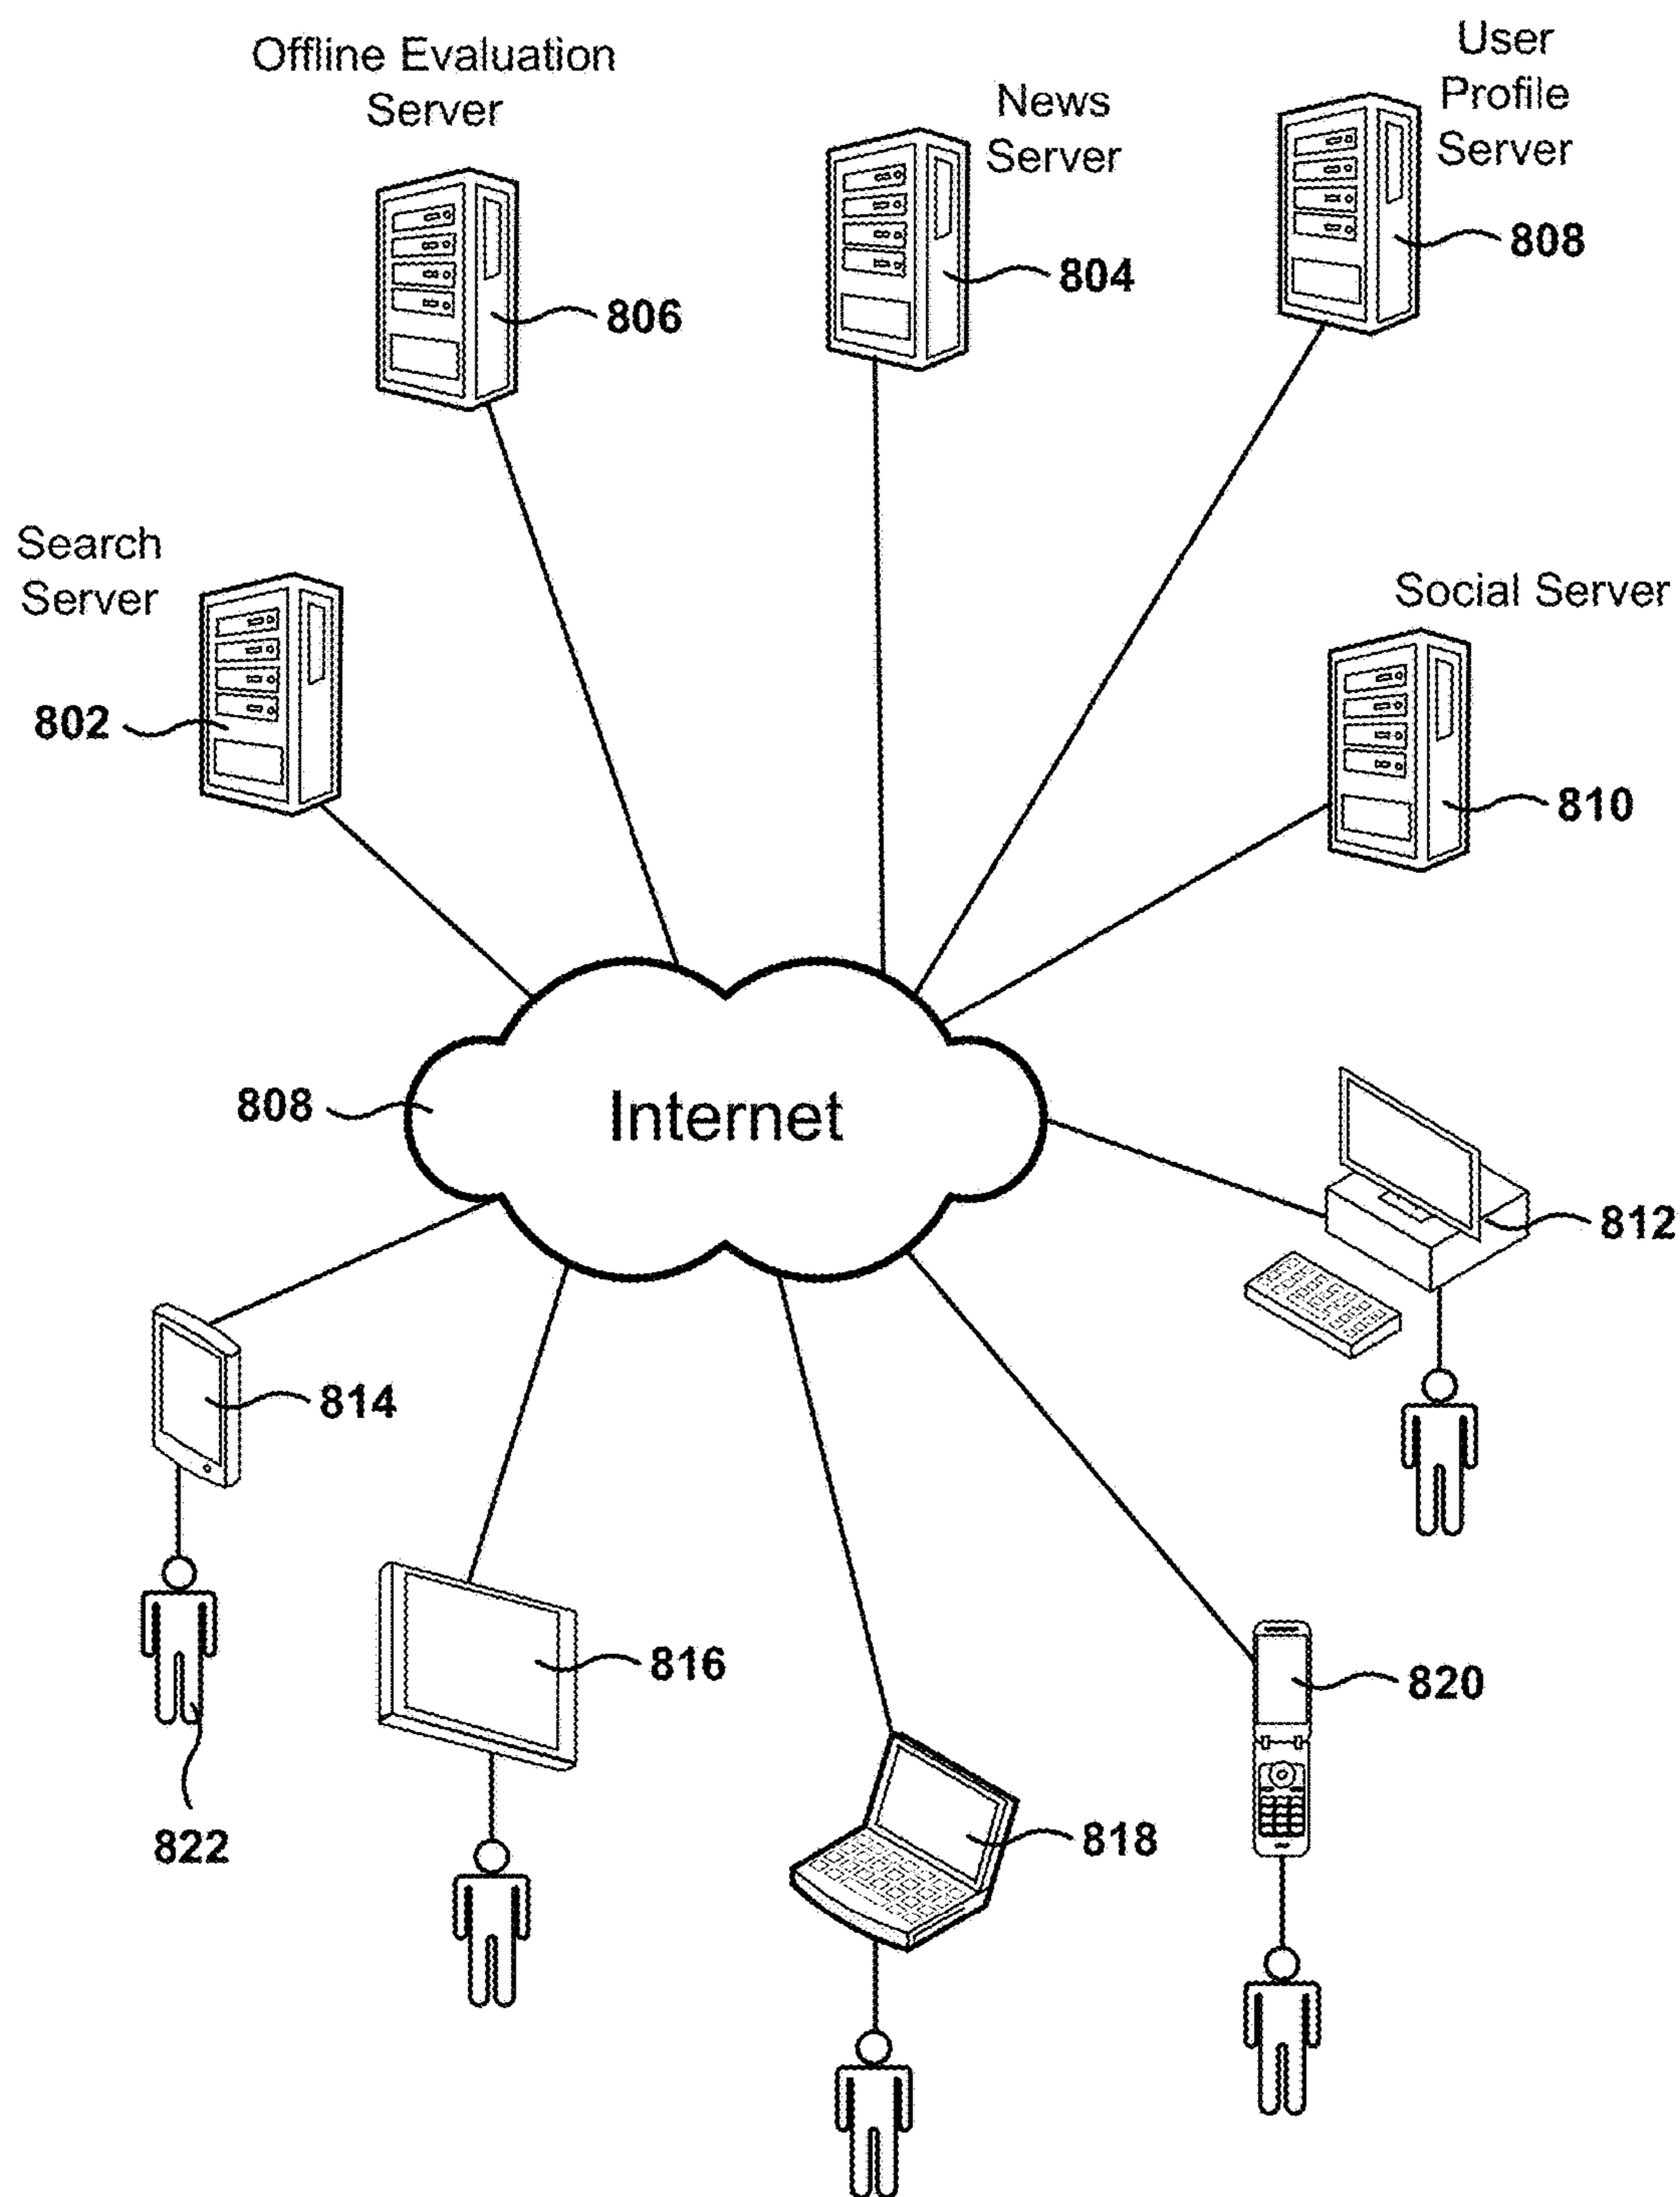 Offline Evaluation
Server
News
Server
User
Profile
Server
806
804
808
Search
Server
802
Social Server
810
808
Internet
812
814
816
820
822
818